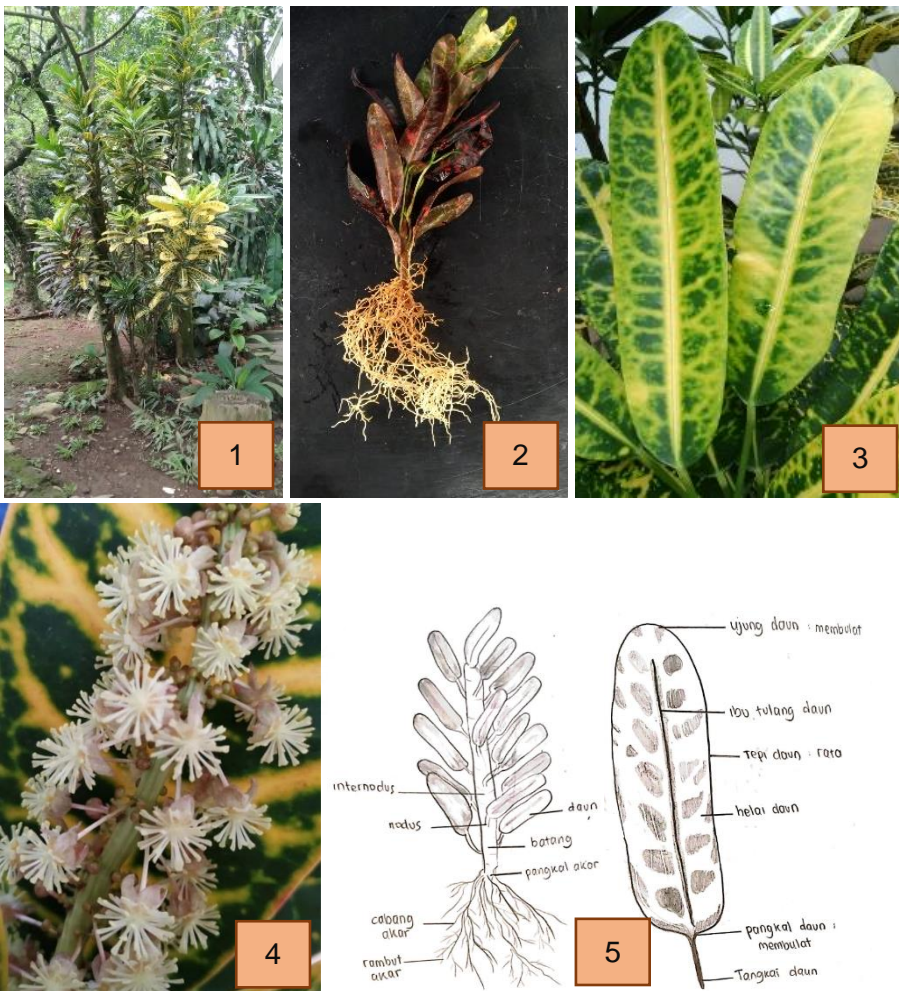 1
2
3
4
5
internodus
nodus
daun
batang
pangkal akar
cabang
akar
rambut
akar
ujung daun : membulat
Ibu tulang daun
Tepi daun : rata
helai daun
pangkal daun :
membulat
Tangkai daun